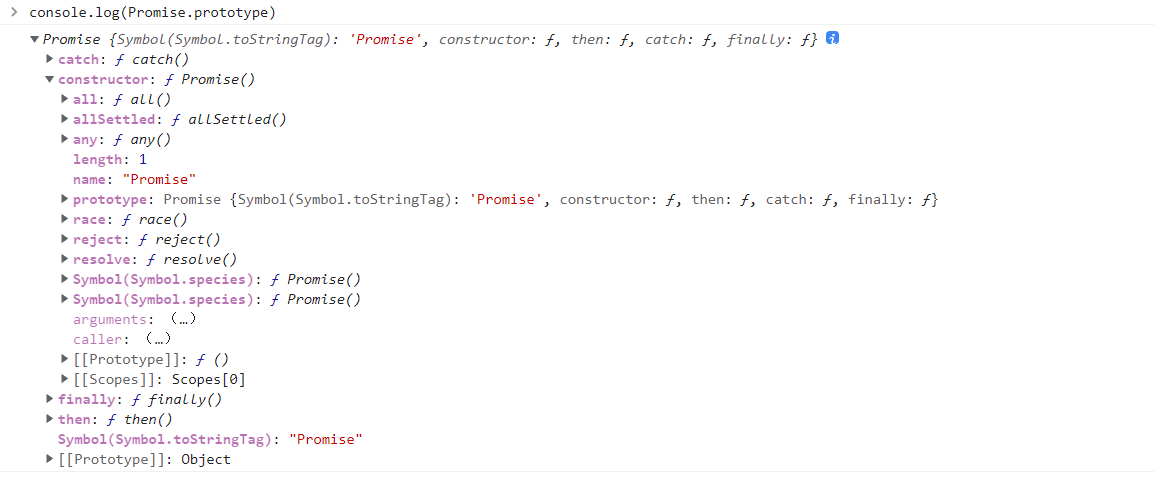 > console.log(Promise.prototype)
▼Promise {Symbol(Symbol.toStringTag): 'Promise', constructor: ƒ, then: ƒ, catch: ƒ, finally: ƒ} i
▶catch: ƒ catch()
▼constructor: ƒ Promise()
▶all: ƒ all()
▶allSettled: ƒ allSettled()
▶any: ƒ any()
length: 1
name: "Promise"
▶prototype: Promise {Symbol(Symbol.toStringTag): 'Promise', constructor: ƒ, then: ƒ, catch: ƒ, finally: ƒ}
▶race: ƒ race()
▶reject: ƒ reject()
▶resolve: ƒ resolve()
▶Symbol(Symbol.species): ƒ Promise()
▶Symbol(Symbol.species): ƒ Promise()
arguments: (…)
caller: (…)
▶[[Prototype]]: ƒ ()
▶[[Scopes]]: Scopes[0]
▶finally: ƒ finally()
▶then: ƒ then()
Symbol(Symbol.toStringTag): "Promise"
▶[[Prototype]]: Object